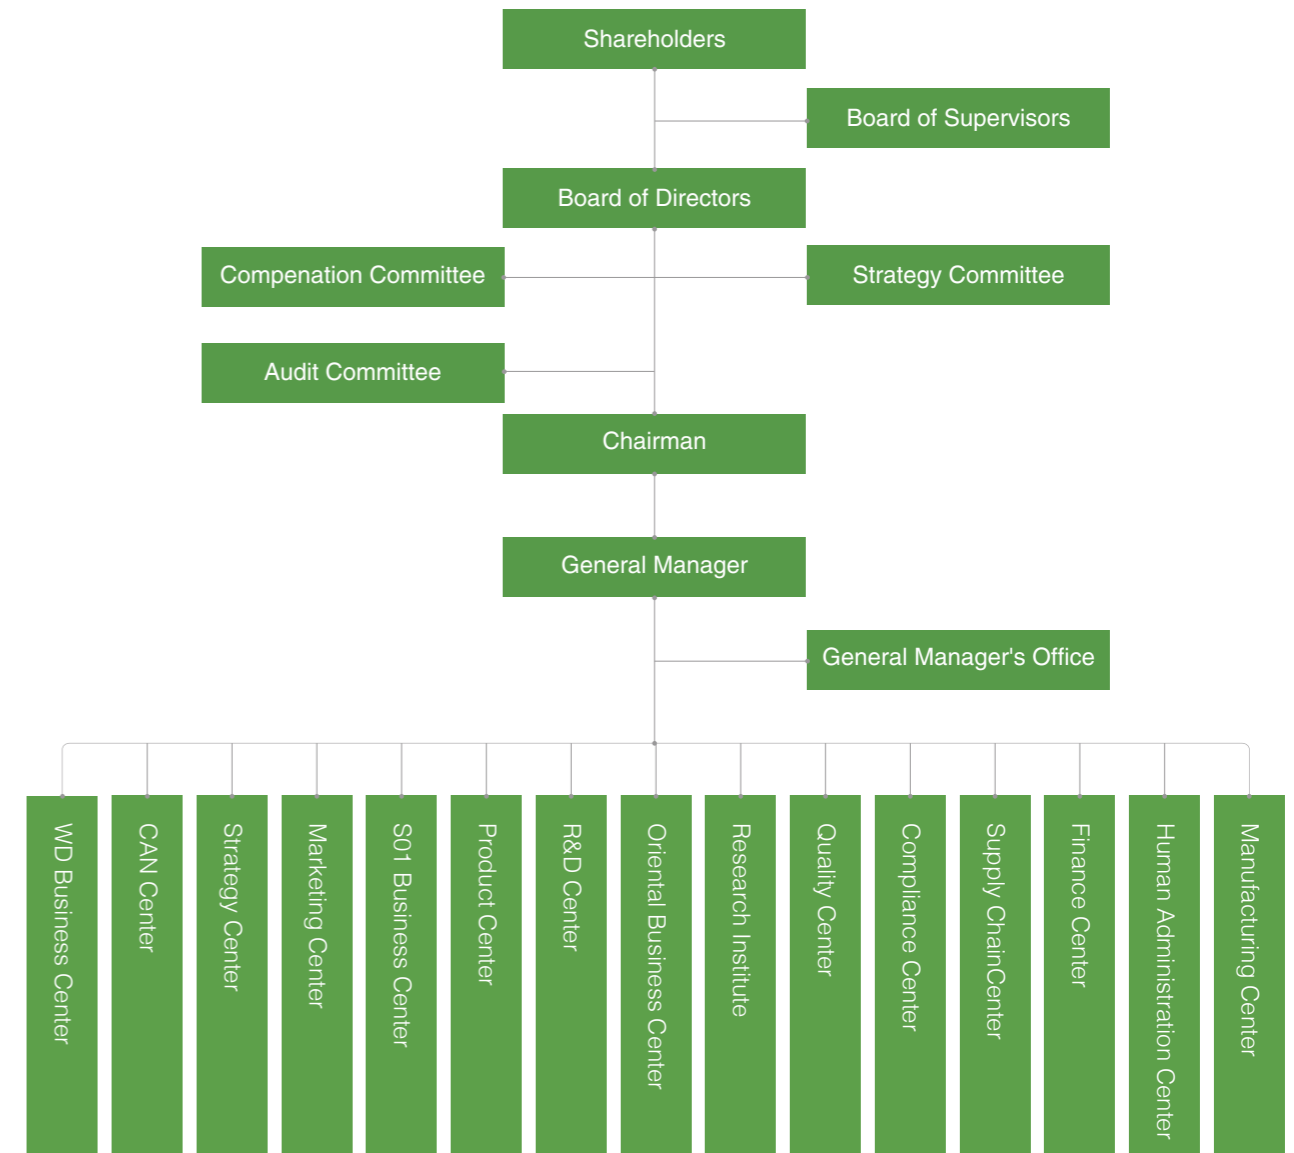 Shareholders
Board of Supervisors
Board of Directors
Compenation Committee
Strategy Committee
Audit Committee
Chairman
General Manager
General Manager's Office
WD Business Center
CAN Center
Strategy Center
Marketing Center
S01 Business Center
Product Center
R&D Center
Oriental Business Center
Research Institute
Quality Center
Compliance Center
Supply ChainCenter
Finance Center
Human Administration Center
Manufacturing Center